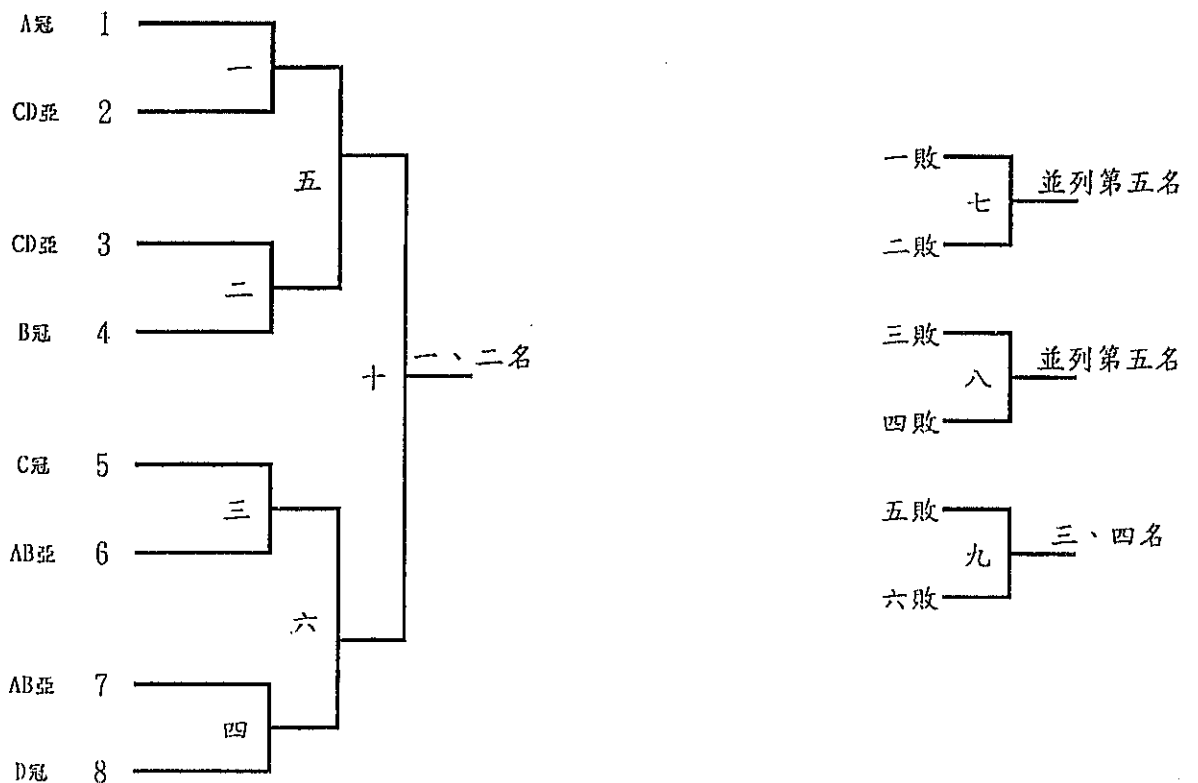 A冠 1
一
CD亞 2
五
CD亞 3
二
B冠 4
十
一、二名
C冠 5
三
AB亞 6
六
AB亞 7
四
D冠 8
一敗
七
並列第五名
二敗
三敗
八
並列第五名
四敗
五敗
九
三、四名
六敗